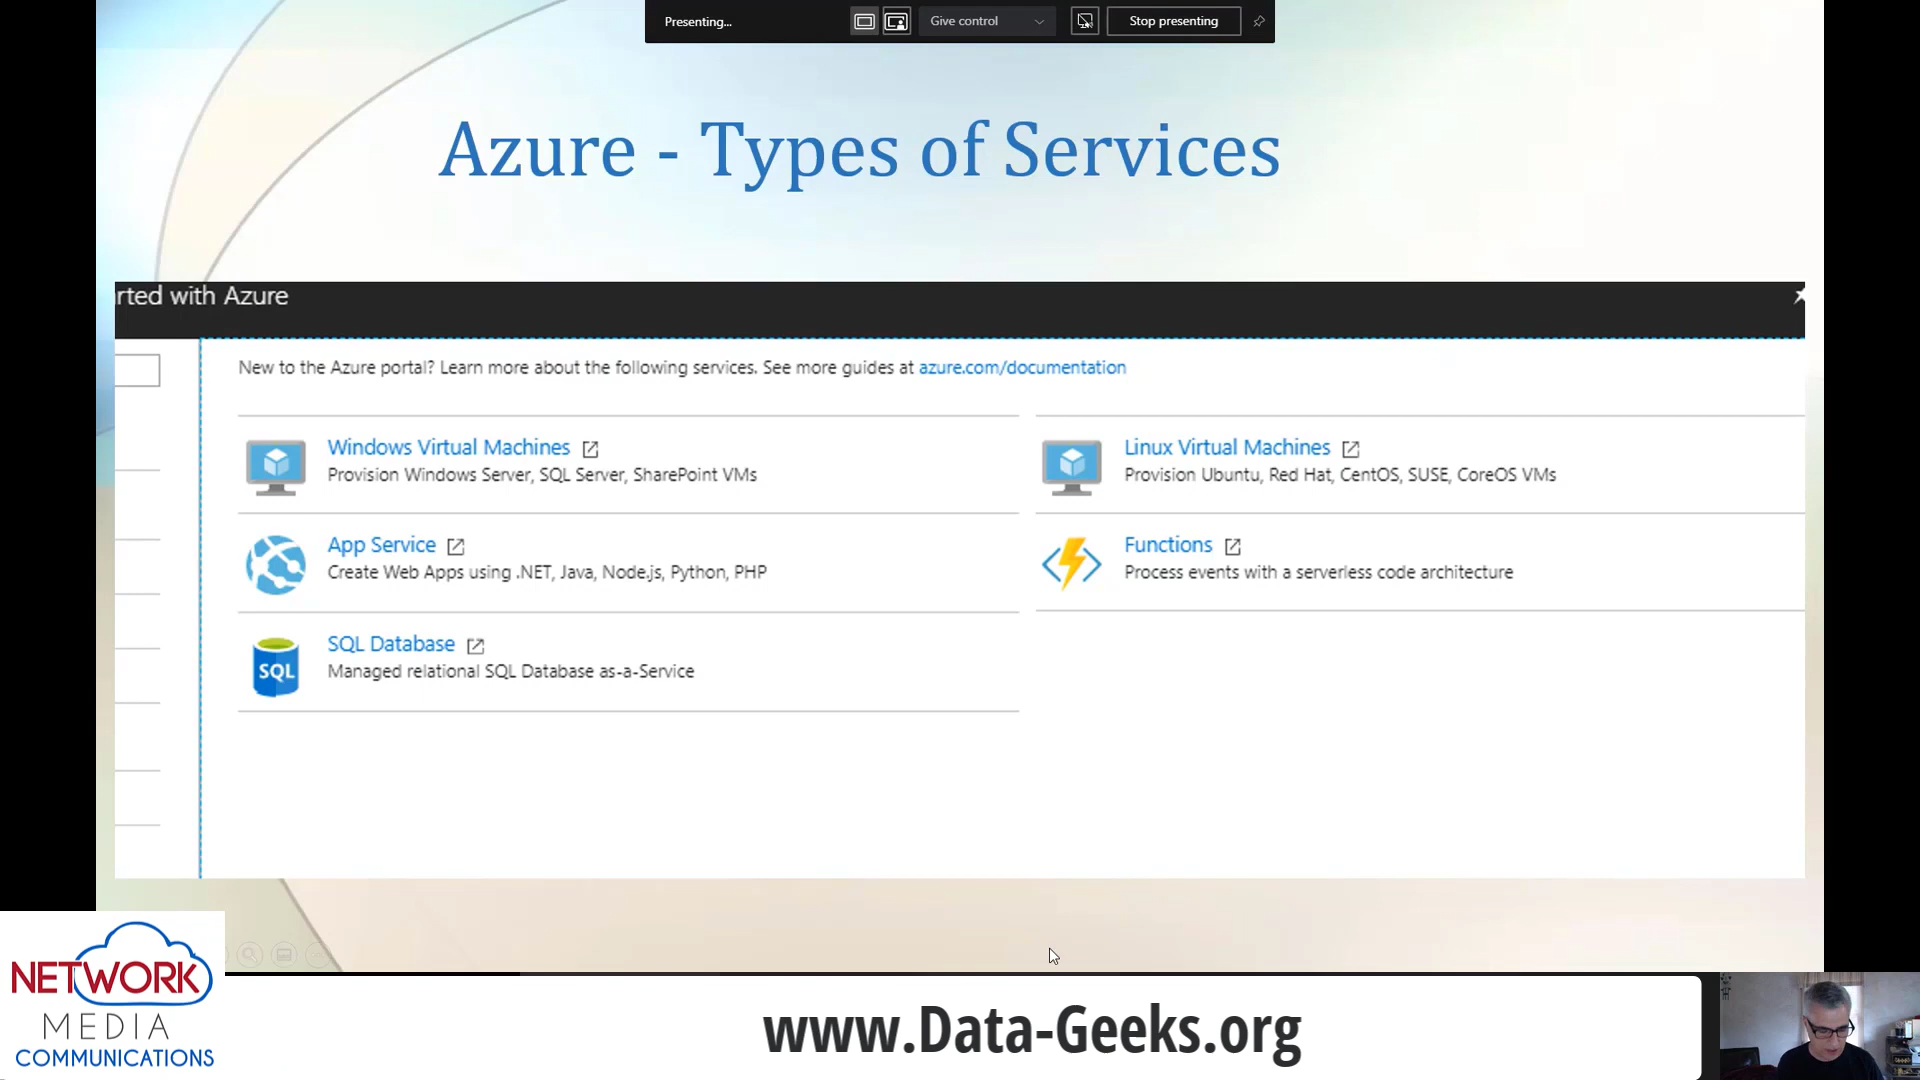 Presenting...
Give control
Stop presenting
Azure - Types of Services
rted with Azure
New to the Azure portal? Learn more about the following services. See more guides at azure.com/documentation
Windows Virtual Machines
Provision Windows Server, SQL Server, SharePoint VMs
Linux Virtual Machines
Provision Ubuntu, Red Hat, CentOS, SUSE, CoreOS VMs
App Service
Create Web Apps using .NET, Java, Node.js, Python, PHP
Functions
Process events with a serverless code architecture
SQL
SQL Database
Managed relational SQL Database as-a-Service
NETWORK
MEDIA
COMMUNICATIONS
www.Data-Geeks.org